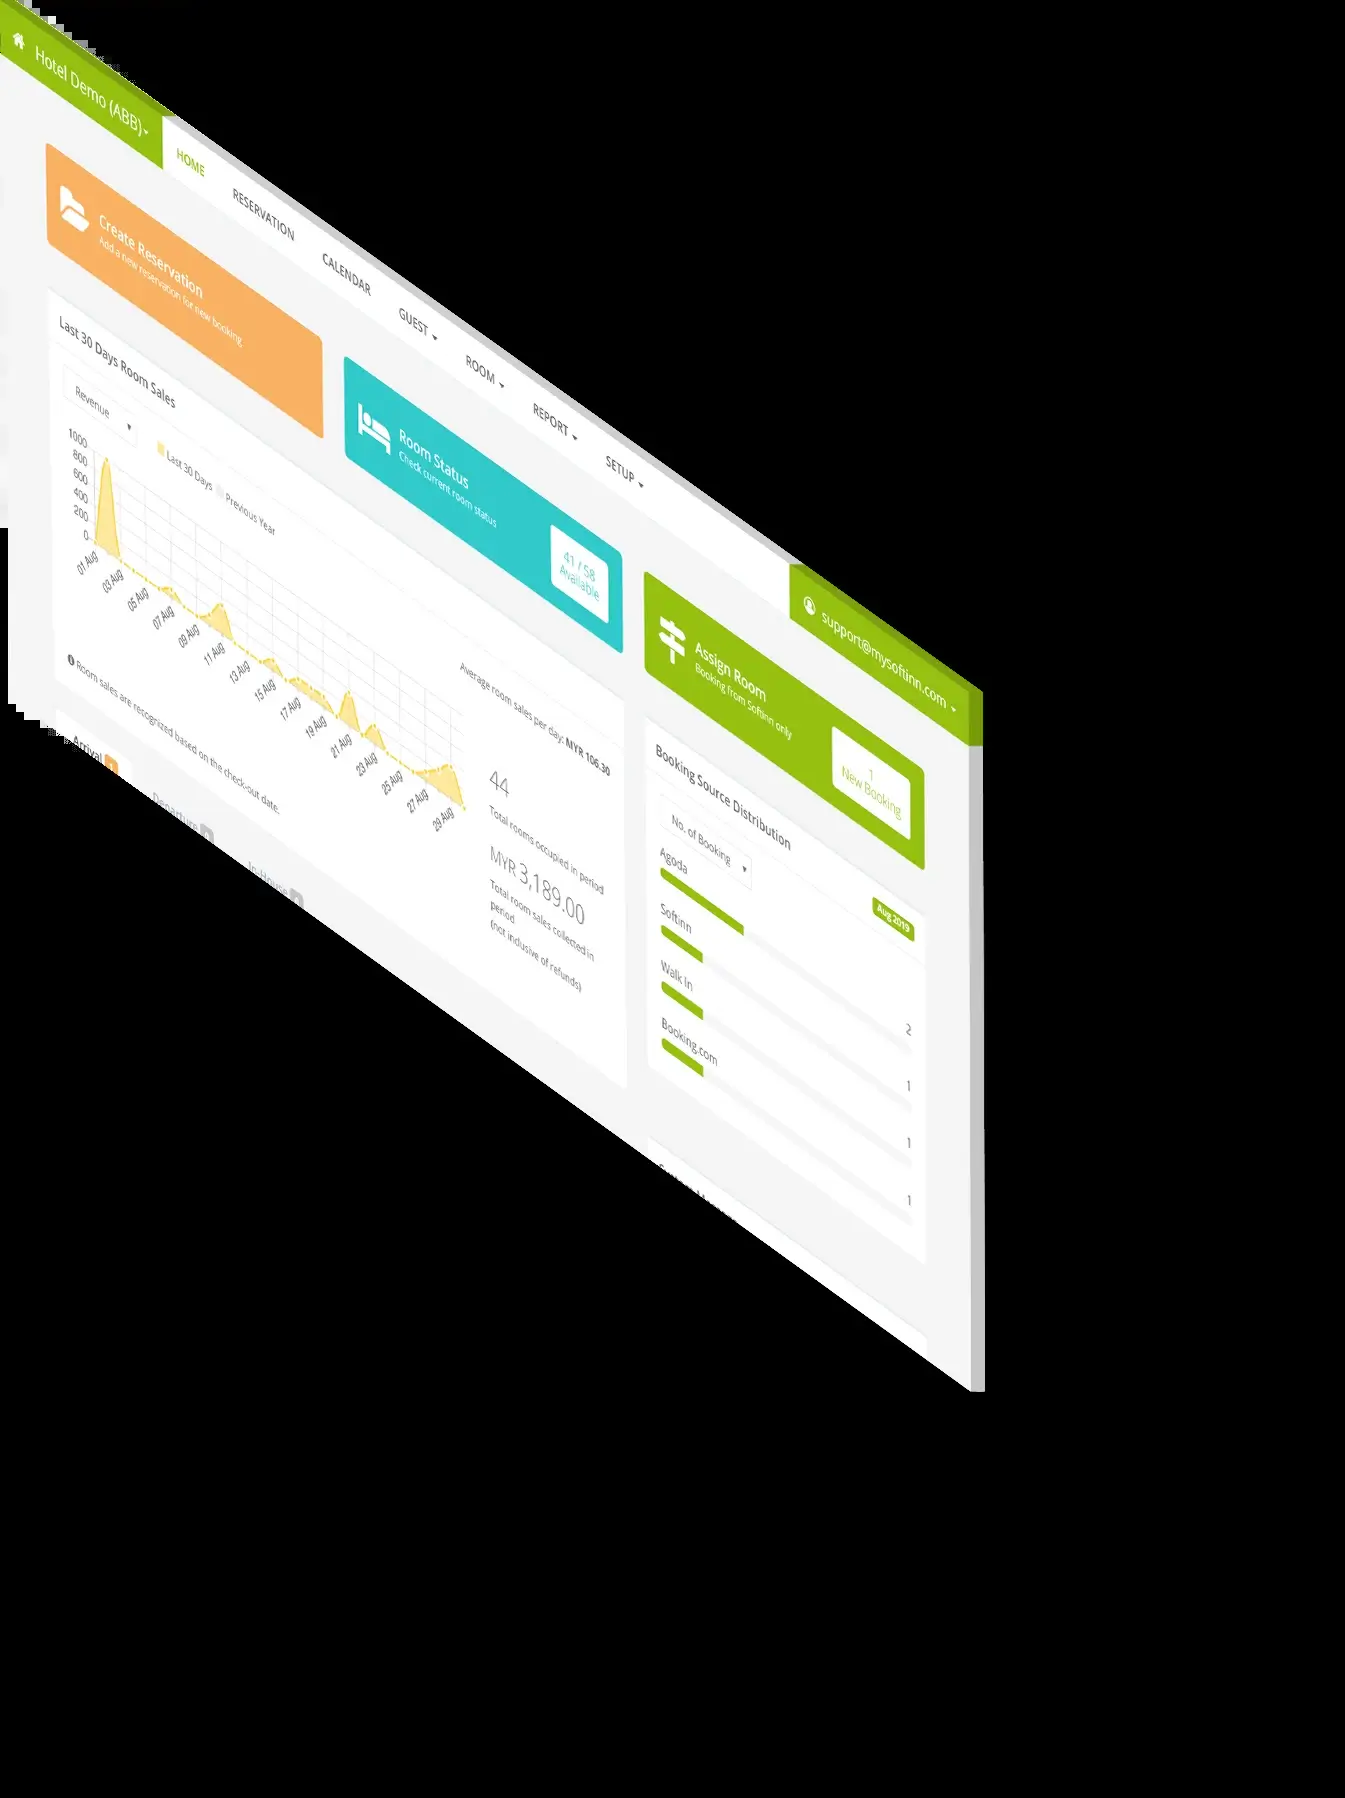 Hotel Demo (ABB)
HOME
RESERVATION
CALENDAR
GUEST
ROOM
REPORT
SETUP
support@mysoftinn.com
Create Reservation
Add a new reservation for new booking
Room Status
Check current room status
41 / 58
Available
Assign Room
Booking from Softinn only
1
New Booking
Last 30 Days Room Sales
Revenue
Last 30 Days
Previous Year
1000
800
600
400
200
0
01 Aug
03 Aug
05 Aug
07 Aug
09 Aug
11 Aug
13 Aug
15 Aug
17 Aug
19 Aug
21 Aug
23 Aug
25 Aug
27 Aug
29 Aug
Average room sales per day: MYR 106.30
44
Total rooms occupied in period
MYR 3,189.00
Total room sales collected in
period
(not inclusive of refunds)
Room sales are recognized based on the check-out date.
Booking Source Distribution
No. of Booking
Aug 2019
Agoda
2
Softinn
1
Walk In
1
Booking.com
1
Arrival
Departure
In-House